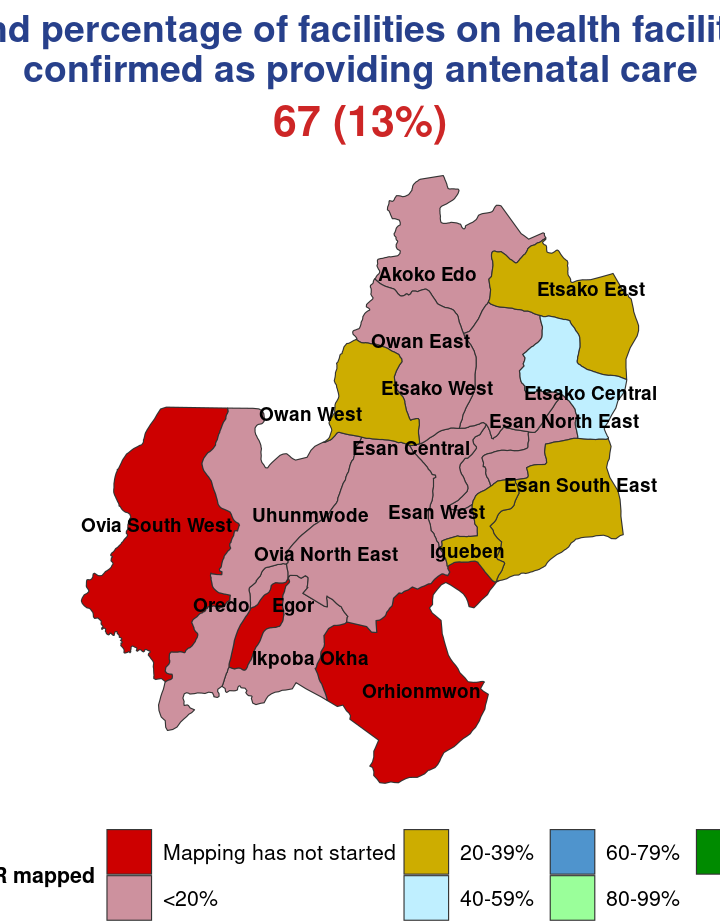 percentage of facilities on health
confirmed as providing antenatal care
67 (13%)
Akoko Edo
Etsako East
Owan East
Etsako West
Etsako Central
Owan West
Esan North East
Esan Central
Esan South East
Esan West
Uhunmwode
Ovia South West
Ovia North East
Igueben
Oredo
Egor
Ikpoba Okha
Orhionmwon
mapped
Mapping has not started
<20%
20-39%
40-59%
60-79%
80-99%